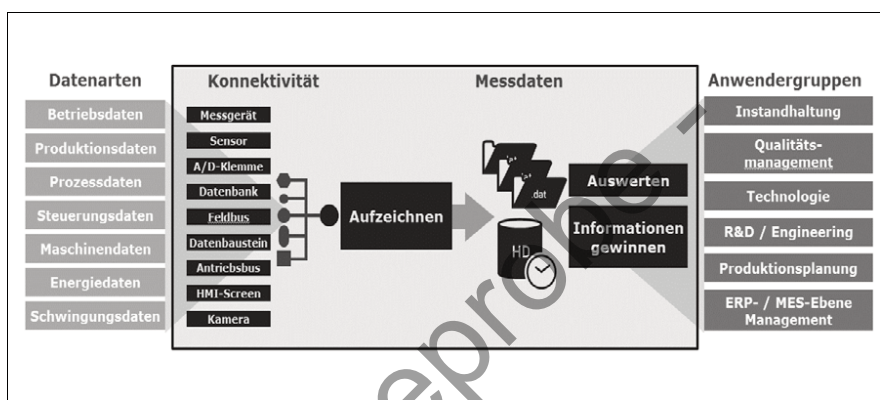 Datenarten
Betriebsdaten
Produktionsdaten
Prozessdaten
Steuerungsdaten
Maschinendaten
Energiedaten
Schwingungsdaten
Konnektivität
Messgerät
Sensor
A/D-Klemme
Datenbank
Feldbus
Datenbaustein
Antriebsbus
HMI-Screen
Kamera
Aufzeichnen
Messdaten
.dat
HD
Auswerten
Informationen
gewinnen
Anwendergruppen
Instandhaltung
Qualitäts-
management
Technologie
R&D / Engineering
Produktionsplanung
ERP- / MES-Ebene
Management
eprobe -